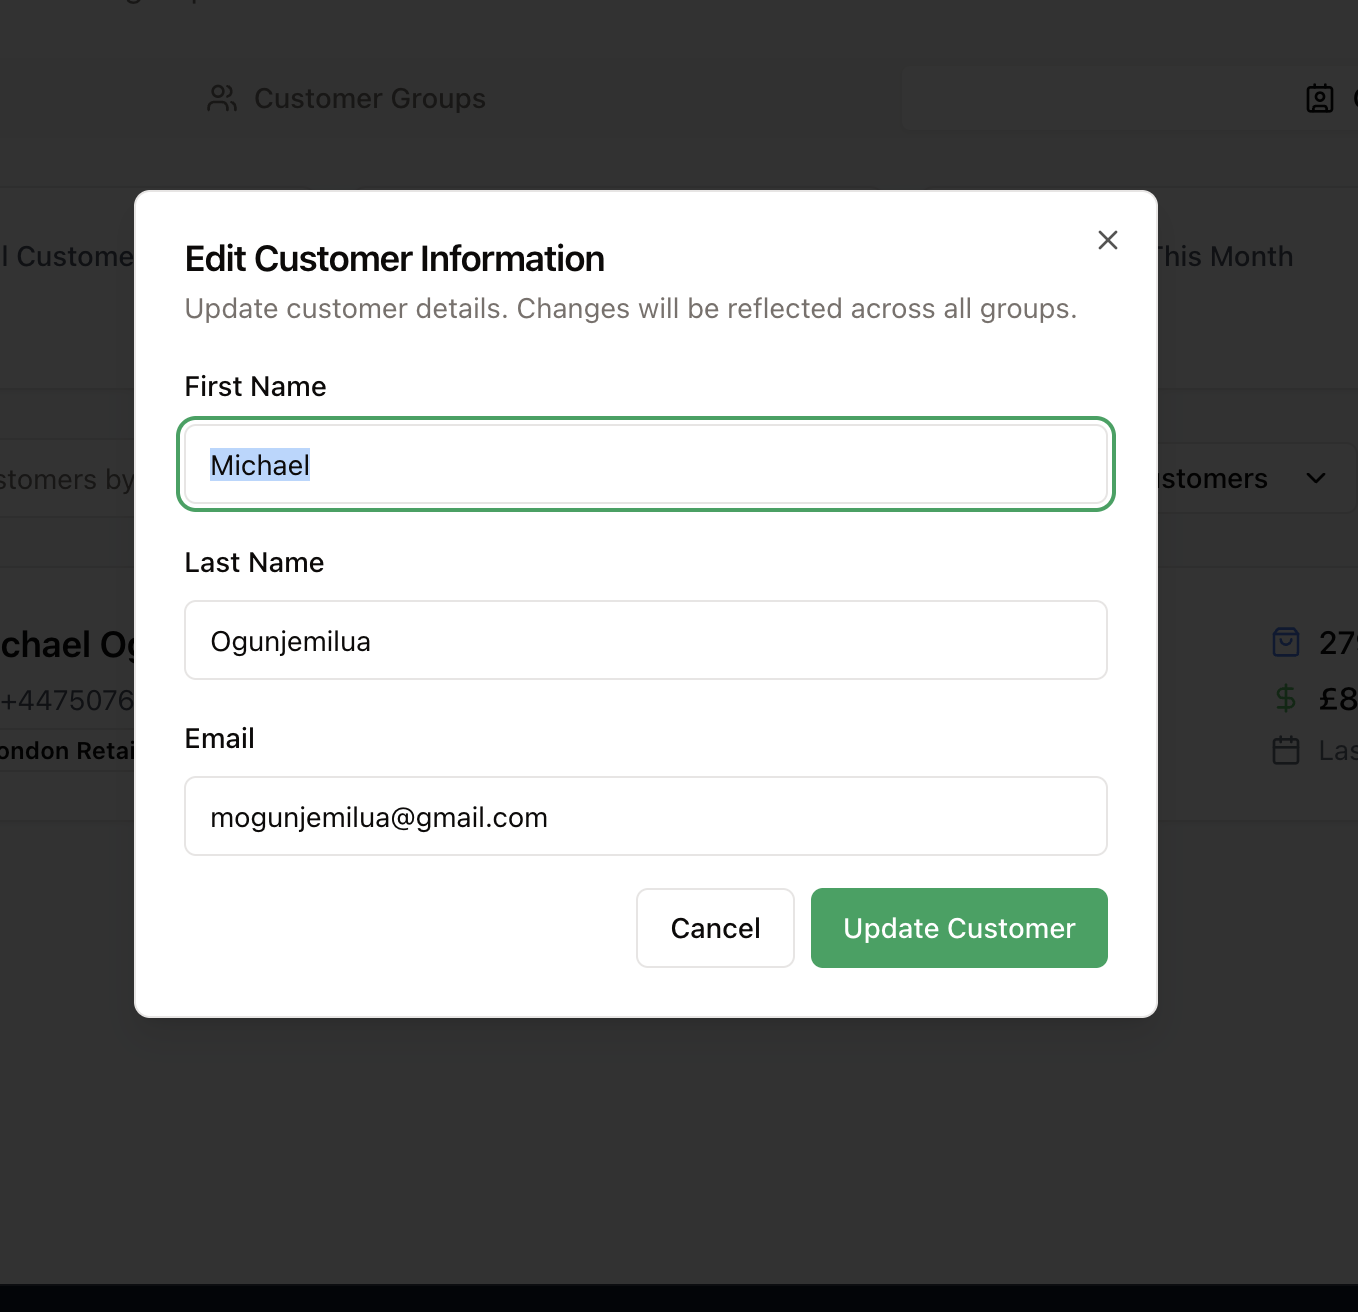 Customer Groups
l Custome
This Month
Edit Customer Information
Update customer details. Changes will be reflected across all groups.
First Name
Michael
stomers by
ustomers
Last Name
Ogunjemilua
chael Og
27
+4475076
£8
ondon Retai
Las
Email
mogunjemilua@gmail.com
Cancel
Update Customer